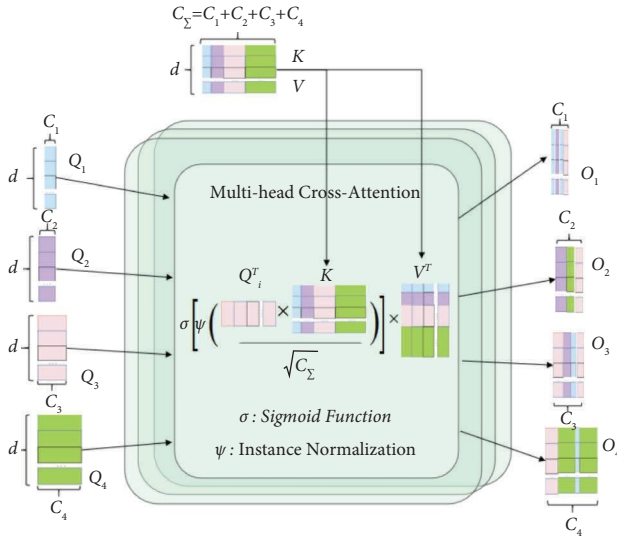 C_Σ=C_1+C_2+C_3+C_4
d
K
V
C_1
d
Q_1
C_2
d
Q_2
d
Q_3
C_3
d
Q_4
C_4
Multi-head Cross-Attention
Q_i^T
K
V^T
σ[ψ( × )]×
√C_Σ
σ : Sigmoid Function
ψ : Instance Normalization
C_1
O_1
C_2
O_2
O_3
C_3
O
C_4